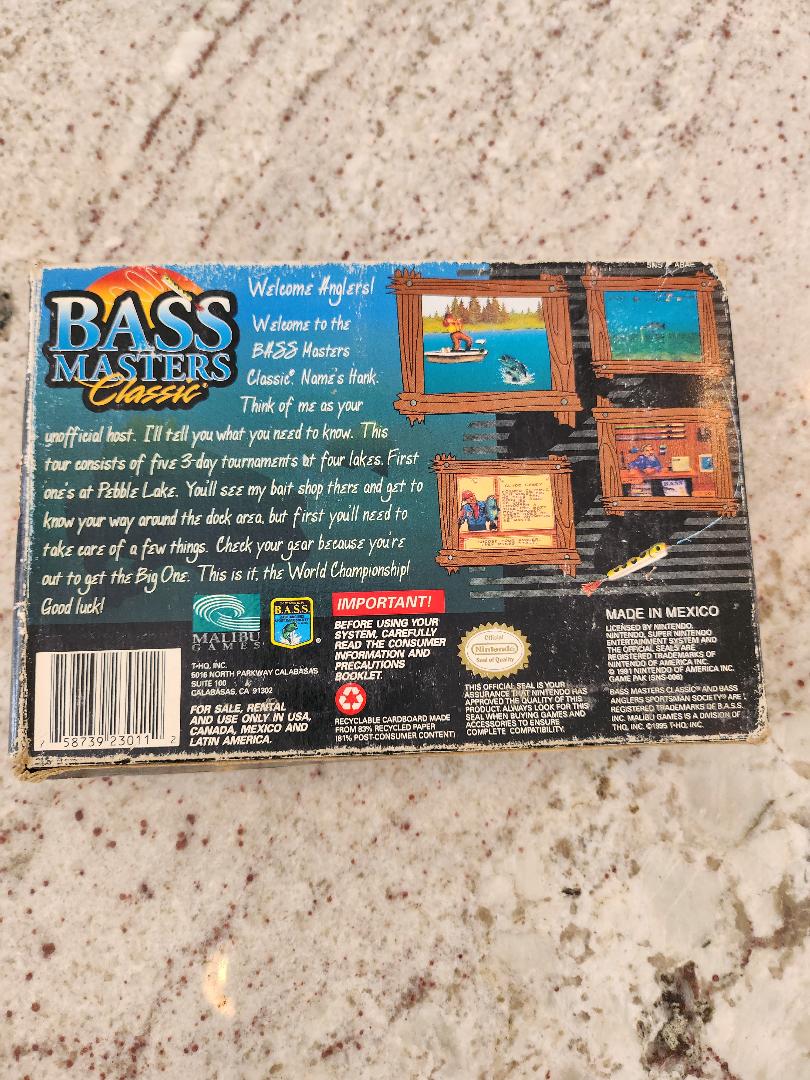 BASS
MASTERS
Classic
Welcome Anglers!
Welcome to the
BASS Masters
Classic®. Name's Hank.
Think of me as your
unofficial host. I'll tell you what you need to know. This
tour consists of five 3-day tournaments at four lakes. First
one's at Pebble Lake. You'll see my bait shop there and get to
know your way around the dock area, but first you'll need to
take care of a few things. Check your gear because you're
out to get the Big One. This is it, the World Championship!
Good luck!
MALIBU
GAMES
B.A.S.S.
T·HQ, INC.
5016 NORTH PARKWAY CALABASAS
SUITE 100
CALABASAS, CA 91302
FOR SALE, RENTAL
AND USE ONLY IN USA,
CANADA, MEXICO AND
LATIN AMERICA.
7 58739 23011 2
IMPORTANT!
BEFORE USING YOUR
SYSTEM, CAREFULLY
READ THE CONSUMER
INFORMATION AND
PRECAUTIONS
BOOKLET.
RECYCLABLE CARDBOARD MADE
FROM 83% RECYCLED PAPER
(81% POST-CONSUMER CONTENT)
Official
Nintendo
Seal of Quality
THIS OFFICIAL SEAL IS YOUR
ASSURANCE THAT NINTENDO HAS
APPROVED THE QUALITY OF THIS
PRODUCT. ALWAYS LOOK FOR THIS
SEAL WHEN BUYING GAMES AND
ACCESSORIES TO ENSURE
COMPLETE COMPATIBILITY.
MADE IN MEXICO
LICENSED BY NINTENDO.
NINTENDO, SUPER NINTENDO
ENTERTAINMENT SYSTEM AND
THE OFFICIAL SEALS ARE
REGISTERED TRADEMARKS OF
NINTENDO OF AMERICA INC.
© 1991 NINTENDO OF AMERICA INC.
GAME PAK (SNS-006)
BASS MASTERS CLASSIC® AND BASS
ANGLERS SPORTSMAN SOCIETY® ARE
REGISTERED TRADEMARKS OF B.A.S.S.
INC. MALIBU GAMES IS A DIVISION OF
T·HQ, INC. ©1995 T·HQ, INC.